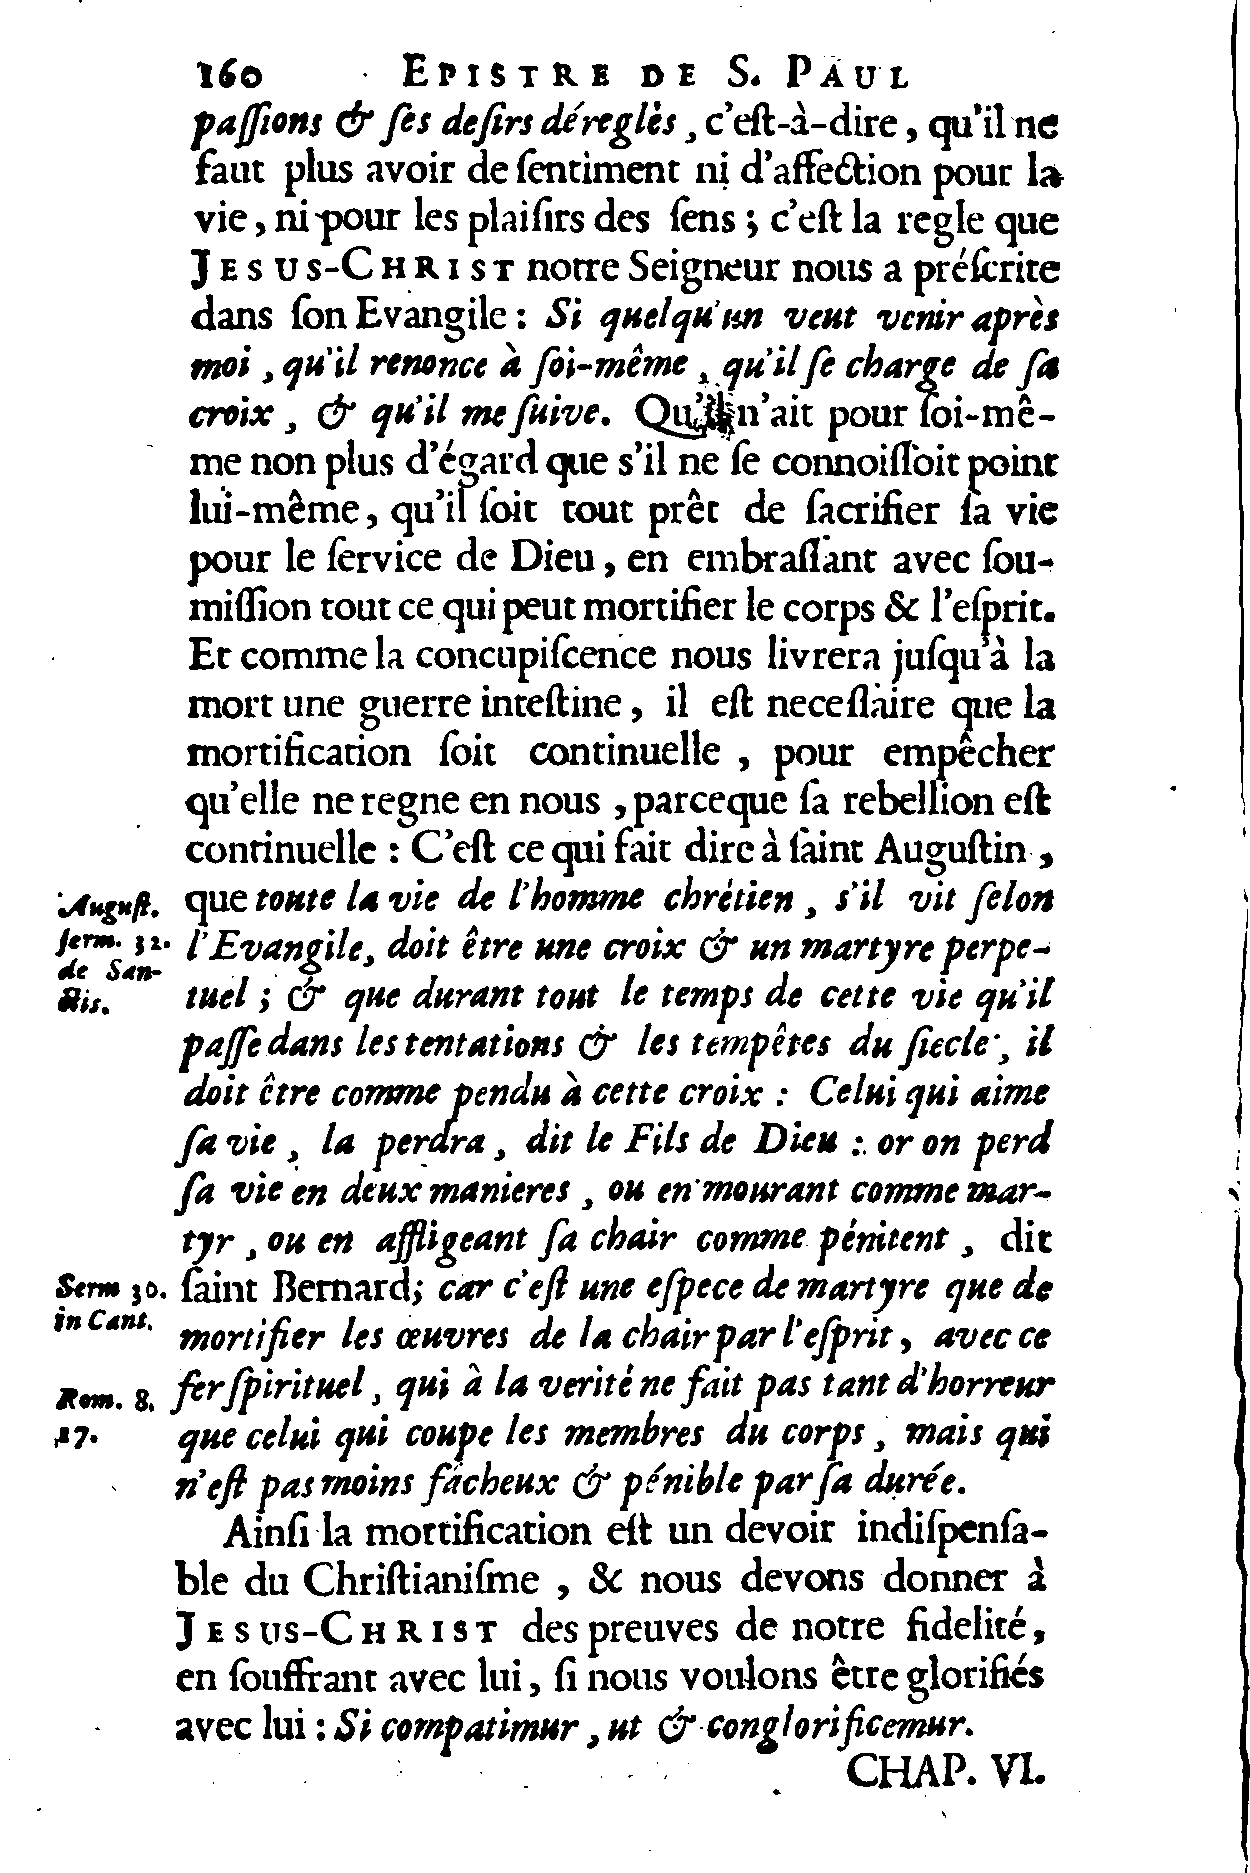 160 EPISTRE DE S. PAUL
paſſions & ſes deſirs déreglès, c'eſt-à-dire, qu'il ne
faut plus avoir de ſentiment ni d'affection pour la
vie, ni pour les plaiſirs des ſens ; c'eſt la regle que
JESUS-CHRIST notre Seigneur nous a préſcrite
dans ſon Evangile : Si quelqu'un veut venir après
moi, qu'il renonce à ſoi-même, qu'il ſe charge de ſa
croix, & qu'il me ſuive. Qu'il n'ait pour ſoi-mê-
me non plus d'égard que s'il ne ſe connoiſſoit point
lui-même, qu'il ſoit tout prêt de ſacrifier ſa vie
pour le ſervice de Dieu, en embraſſant avec ſou-
miſſion tout ce qui peut mortifier le corps & l'eſprit.
Et comme la concupiſcence nous livrera juſqu'à la
mort une guerre inteſtine, il eſt neceſſaire que la
mortification ſoit continuelle, pour empêcher
qu'elle ne regne en nous, parceque ſa rebellion eſt
continuelle : C'eſt ce qui fait dire à ſaint Auguſtin,
que toute la vie de l'homme chrétien, s'il vit ſelon
l'Evangile, doit être une croix & un martyre perpe-
tuel ; & que durant tout le temps de cette vie qu'il
paſſe dans les tentations & les tempêtes du ſiecle, il
doit être comme pendu à cette croix : Celui qui aime
ſa vie, la perdra, dit le Fils de Dieu : or on perd
ſa vie en deux manieres, ou en mourant comme mar-
tyr, ou en affligeant ſa chair comme pénitent, dit
ſaint Bernard; car c'eſt une eſpece de martyre que de
mortifier les œuvres de la chair par l'eſprit, avec ce
fer ſpirituel, qui à la verité ne fait pas tant d'horreur
que celui qui coupe les membres du corps, mais qui
n'eſt pas moins fâcheux & pénible par ſa durée.
Ainſi la mortification eſt un devoir indiſpenſa-
ble du Chriſtianiſme, & nous devons donner à
JESUS-CHRIST des preuves de notre fidelité,
en ſouffrant avec lui, ſi nous voulons être glorifiés
avec lui : Si compatimur, ut & conglorificemur.
CHAP. VI.
Auguſt.
ſerm. 32.
de San-
ctis.
Serm 30.
in Cant.
Rom. 8.
17.